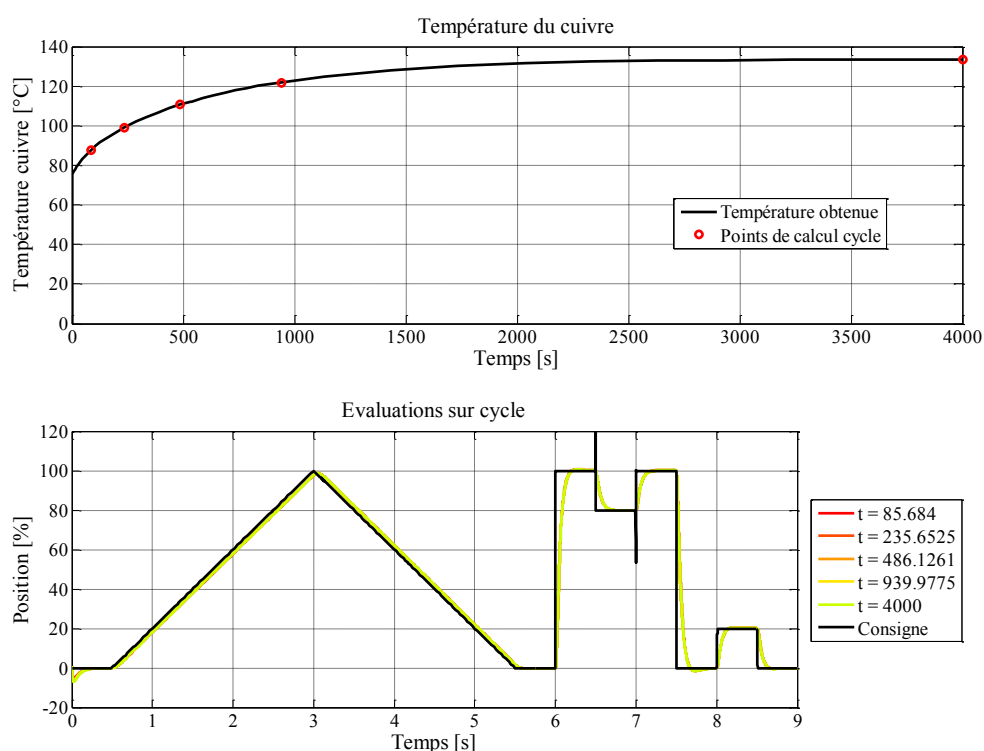 Température du cuivre
Température cuivre [°C]
140
120
100
80
60
40
20
0
0 500 1000 1500 2000 2500 3000 3500 4000
Temps [s]
Température obtenue
Points de calcul cycle
Evaluations sur cycle
Position [%]
120
100
80
60
40
20
0
-20
0 1 2 3 4 5 6 7 8 9
Temps [s]
t = 85.684
t = 235.6525
t = 486.1261
t = 939.9775
t = 4000
Consigne